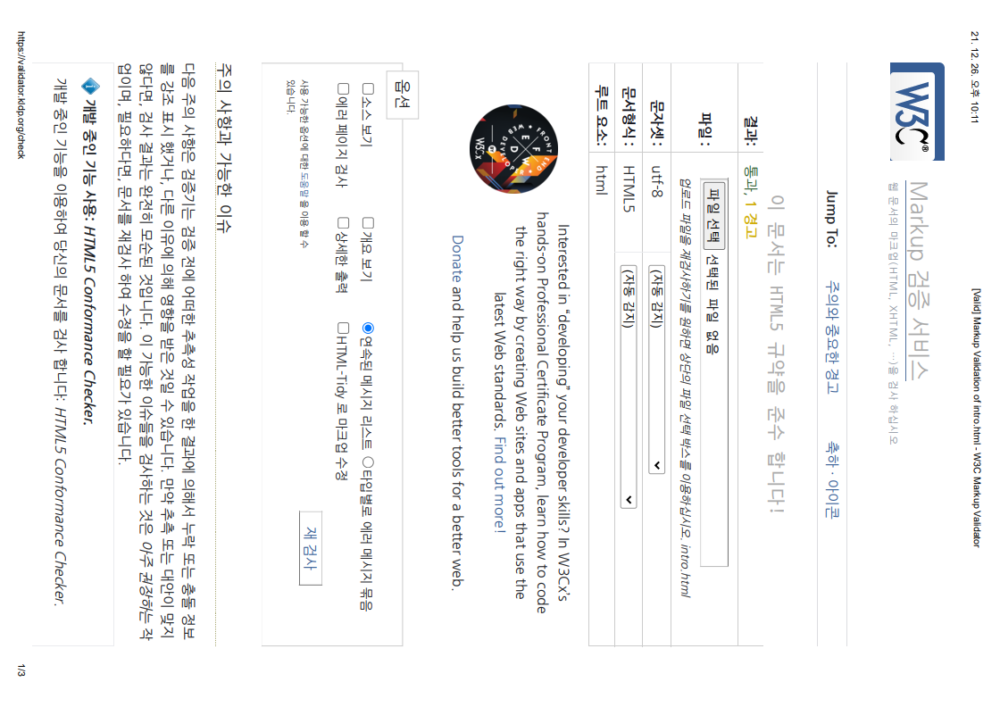 21. 12. 26. 오후 10:11
[Valid] Markup Validation of intro.html - W3C Markup Validator
W3C®
Markup 검증 서비스
웹 문서의 마크업(HTML, XHTML, …)을 검사 하십시오
Jump To: 주의와 중요한 경고 축하 · 아이콘
이 문서는 HTML5 규약을 준수 합니다!
결과: 통과, 1 경고
파일 : 파일 선택 선택된 파일 없음
업로드 파일을 재검사하기를 원하면 상단의 파일 선택 박스를 이용하십시오. intro.html
문자셋 : utf-8 (자동 감지)
문서형식 : HTML5 (자동 감지)
루트 요소: html
FRONT END
WEB DEVELOPER
F E W D
W3Cx
Interested in “developing” your developer skills? In W3Cx’s
hands-on Professional Certificate Program, learn how to code
the right way by creating Web sites and apps that use the
latest Web standards. Find out more!
Donate and help us build better tools for a better web.
옵션
소스 보기 개요 보기 연속된 메시지 리스트 타입별로 에러 메시지 묶음
에러 페이지 검사 상세한 출력 HTML-Tidy 로 마크업 수정
사용 가능한 옵션에 대한 도움말 을 이용 할 수
있습니다.
재 검사
주의 사항과 가능한 이슈
다음 주의 사항은 검증기는 검증 전에 어떠한 추측성 작업을 한 결과에 의해서 누락 또는 충돌 정보
를 강조 표시 했거나, 다른 이유에 의해 영향을 받은 것일 수 있습니다. 만약 추측 또는 대안이 맞지
않다면, 검사 결과는 완전히 모순된 것입니다. 이 가능한 이슈들을 검사하는 것은 아주 권장하는 작
업이며, 필요하다면, 문서를 재검사 하여 수정을 할 필요가 있습니다.
개발 중인 기능 사용: HTML5 Conformance Checker.
개발 중인 기능을 이용하여 당신의 문서를 검사 합니다: HTML5 Conformance Checker.
https://validator.kldp.org/check
1/3